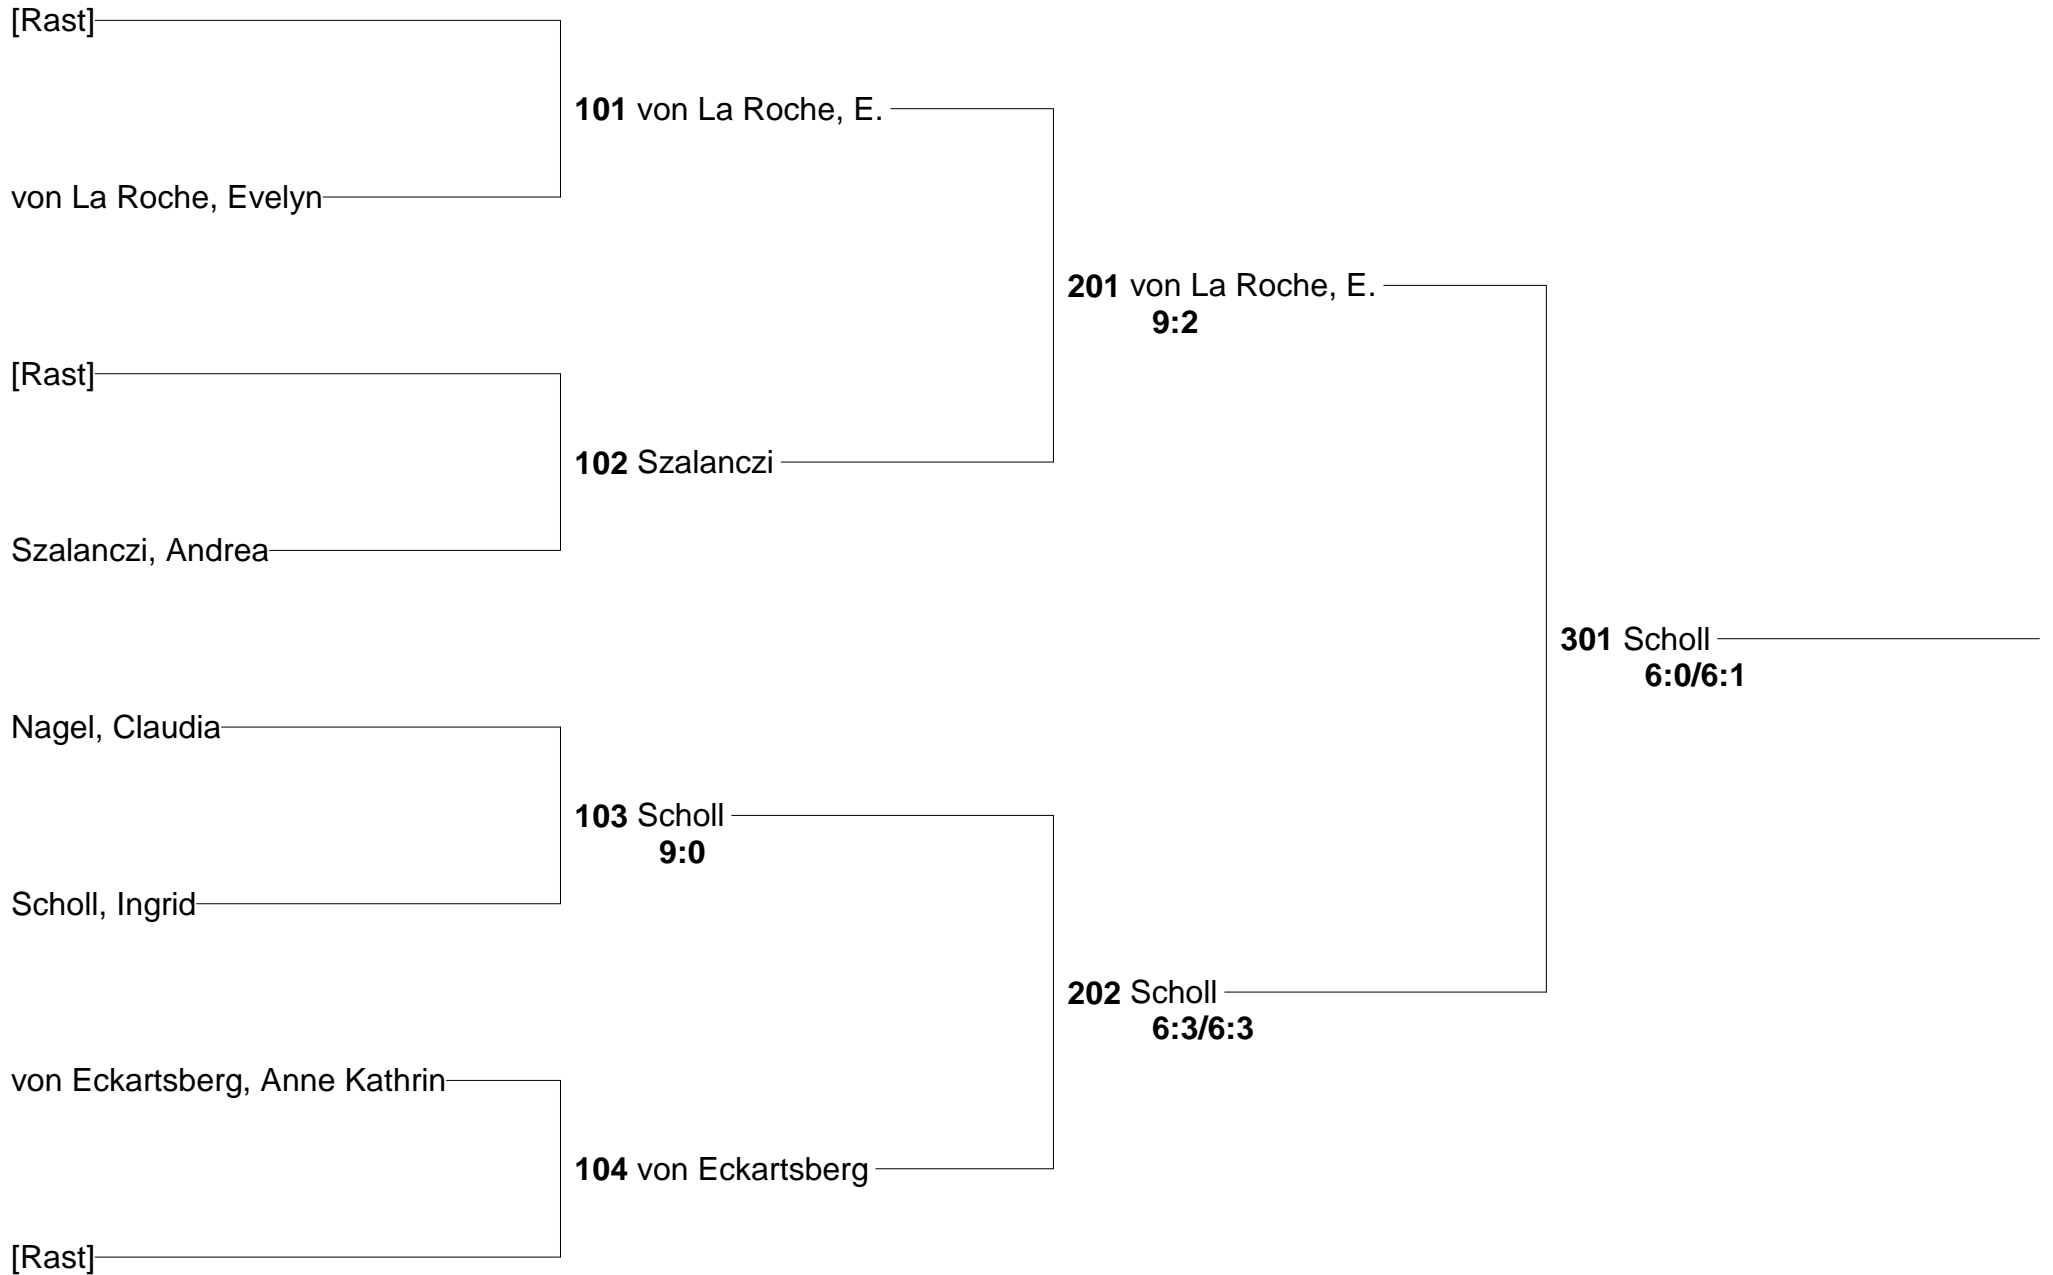 [Rast]
101 von La Roche, E.
von La Roche, Evelyn
201 von La Roche, E.
9:2
[Rast]
102 Szalanczi
Szalanczi, Andrea
301 Scholl
6:0/6:1
Nagel, Claudia
103 Scholl
9:0
Scholl, Ingrid
202 Scholl
6:3/6:3
von Eckartsberg, Anne Kathrin
104 von Eckartsberg
[Rast]